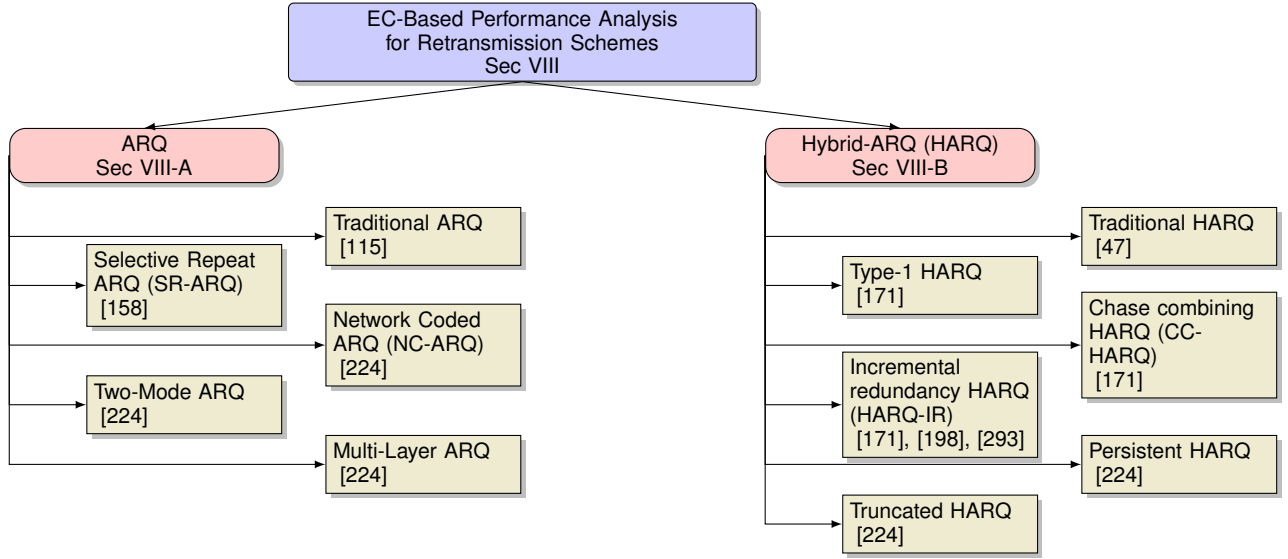 EC-Based Performance Analysis
for Retransmission Schemes
Sec VIII
ARQ
Sec VIII-A
Traditional ARQ
[115]
Selective Repeat
ARQ (SR-ARQ)
[158]
Network Coded
ARQ (NC-ARQ)
[224]
Two-Mode ARQ
[224]
Multi-Layer ARQ
[224]
Hybrid-ARQ (HARQ)
Sec VIII-B
Traditional HARQ
[47]
Type-1 HARQ
[171]
Chase combining
HARQ (CC-
HARQ)
[171]
Incremental
redundancy HARQ
(HARQ-IR)
[171], [198], [293]
Persistent HARQ
[224]
Truncated HARQ
[224]